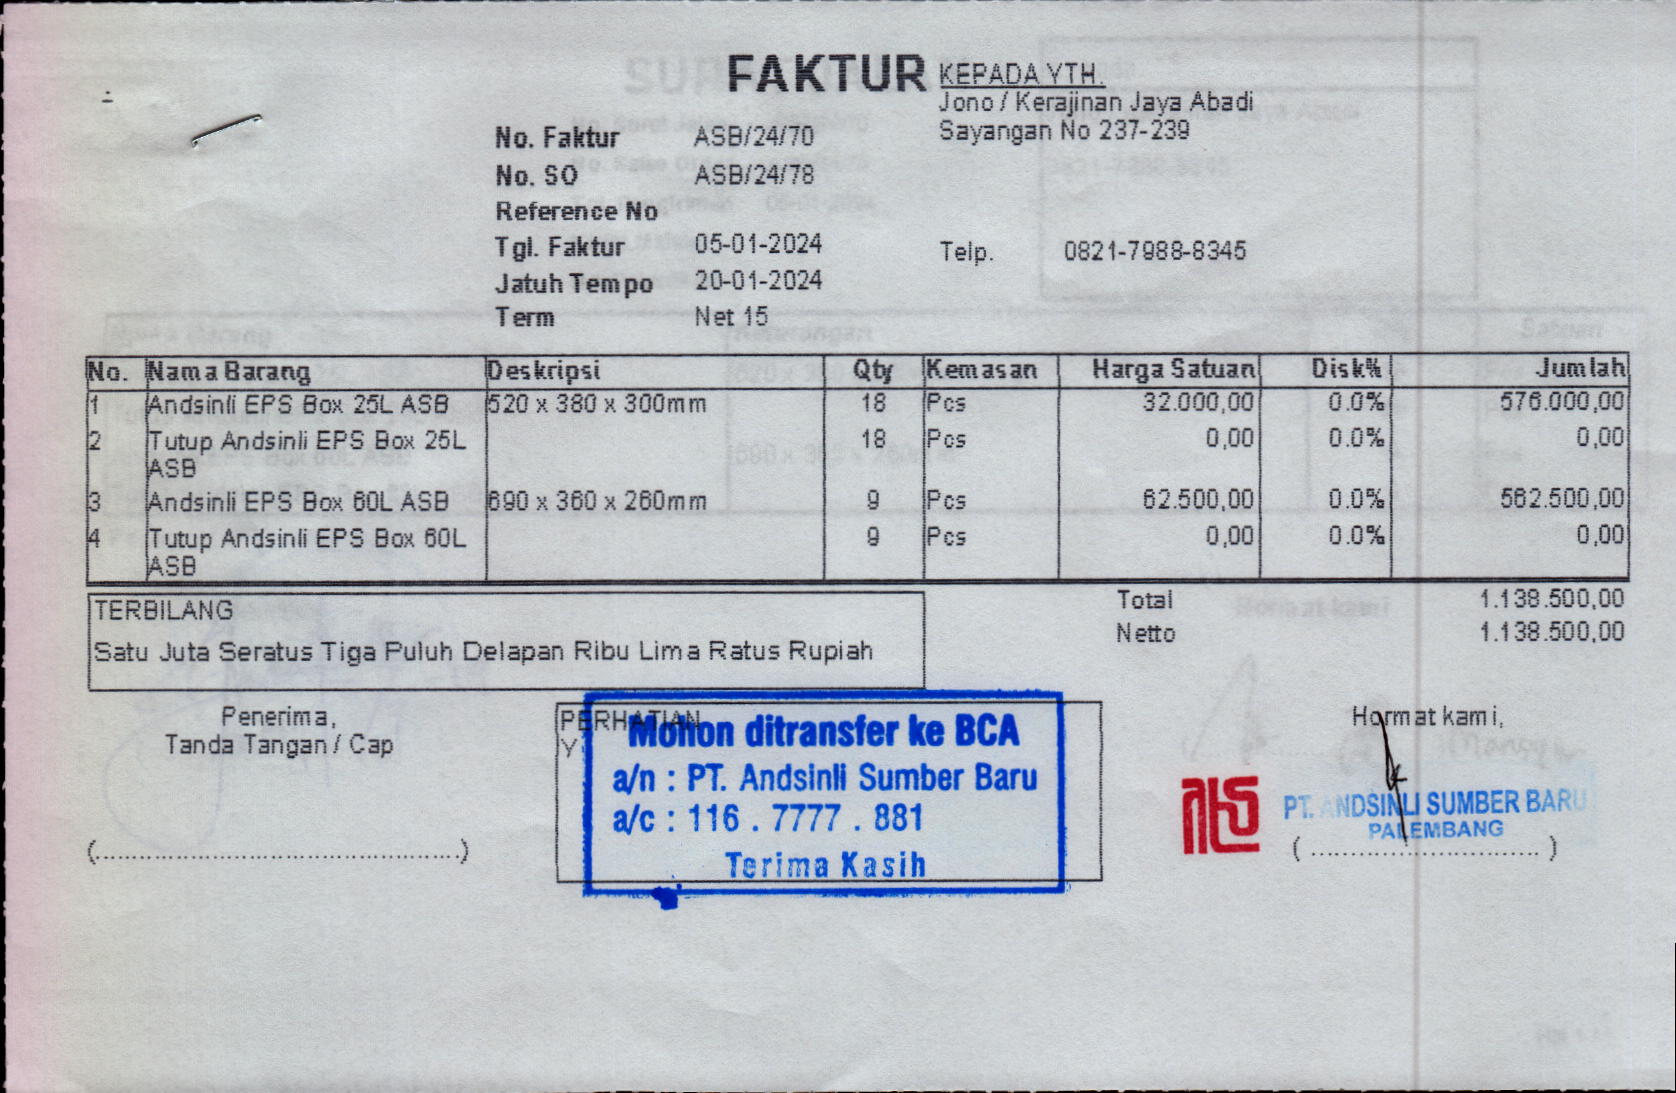 FAKTUR
KEPADA YTH.
Jono / Kerajinan Jaya Abadi
Sayangan No 237-239
No. Faktur ASB/24/70
No. SO ASB/24/78
Reference No
Tgl. Faktur 05-01-2024
Telp. 0821-7988-8345
Jatuh Tempo 20-01-2024
Term Net 15
No. Nama Barang Deskripsi Qty Kemasan Harga Satuan Disk% Jumlah
1 Andsinli EPS Box 25L ASB 520 x 380 x 300mm 18 Pcs 32.000,00 0.0% 576.000,00
2 Tutup Andsinli EPS Box 25L 18 Pcs 0,00 0.0% 0,00
ASB
3 Andsinli EPS Box 60L ASB 690 x 360 x 260mm 9 Pcs 62.500,00 0.0% 562.500,00
4 Tutup Andsinli EPS Box 60L 9 Pcs 0,00 0.0% 0,00
ASB
TERBILANG
Satu Juta Seratus Tiga Puluh Delapan Ribu Lima Ratus Rupiah
Total 1.138.500,00
Netto 1.138.500,00
Penerima,
Tanda Tangan / Cap
(............................................)
PERHATIAN
Y
Mohon ditransfer ke BCA
a/n : PT. Andsinli Sumber Baru
a/c : 116 . 7777 . 881
Terima Kasih
Hormat kami,
PT. ANDSINLI SUMBER BARU
PALEMBANG
(............................)